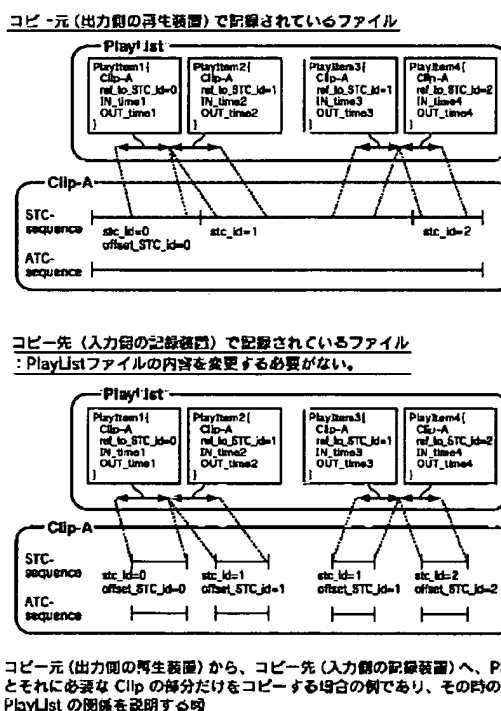 コピー元(出力側の再生装置)で記録されているファイル
PlayList
PlayItem1{ PlayItem2{ PlayItem3{ PlayItem4{
Clip-A Clip-A Clip-A Clip-A
ref_to_STC_id=0 ref_to_STC_id=1 ref_to_STC_id=1 ref_to_STC_id=2
IN_time1 IN_time2 IN_time3 IN_time4
OUT_time1 OUT_time2 OUT_time3 OUT_time4
} } } }
Clip-A
STC-
sequence
stc_id=0 stc_id=1 stc_id=2
offset_STC_id=0
ATC-
sequence
コピー先(入力側の記録装置)で記録されているファイル
:PlayListファイルの内容を変更する必要がない。
PlayList
PlayItem1{ PlayItem2{ PlayItem3{ PlayItem4{
Clip-A Clip-A Clip-A Clip-A
ref_to_STC_id=0 ref_to_STC_id=1 ref_to_STC_id=1 ref_to_STC_id=2
IN_time1 IN_time2 IN_time3 IN_time4
OUT_time1 OUT_time2 OUT_time3 OUT_time4
} } } }
Clip-A
STC-
sequence
stc_id=0 stc_id=1 stc_id=1 stc_id=2
offset_STC_id=0 offset_STC_id=1 offset_STC_id=1 offset_STC_id=2
ATC-
sequence
コピー元(出力側の再生装置)から、コピー先(入力側の記録装置)へ、
とそれに必要な Clip の部分だけをコピーする場合の例であり、その時の
PlayList の関係を説明する図